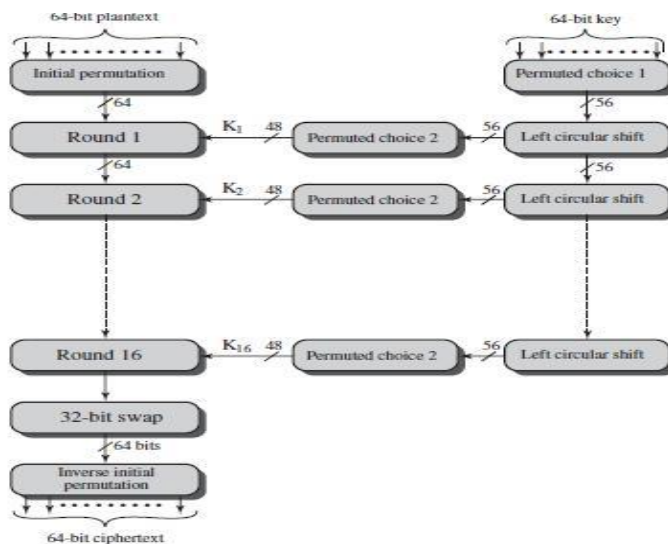 64-bit plaintext
64-bit key
Initial permutation
Permuted choice 1
64
56
Round 1
K1
48
Permuted choice 2
56
Left circular shift
64
56
Round 2
K2
48
Permuted choice 2
56
Left circular shift
Round 16
K16
48
Permuted choice 2
56
Left circular shift
32-bit swap
64 bits
Inverse initial
permutation
64-bit ciphertext